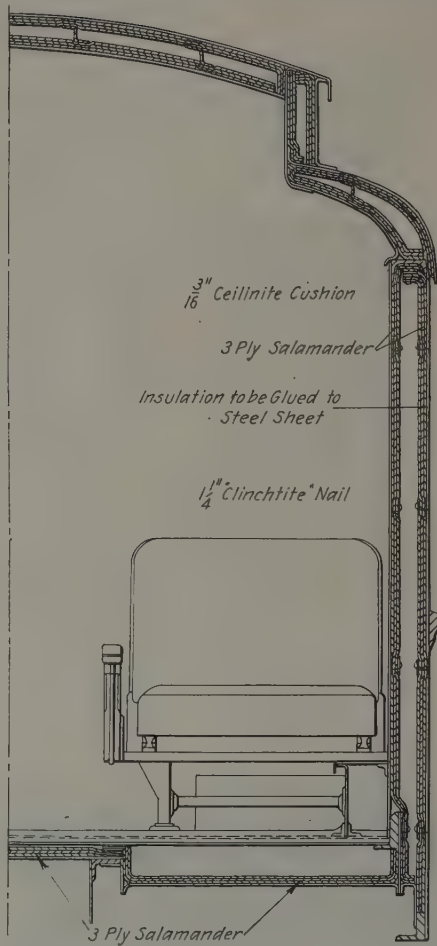 3/16" Ceilinite Cushion
3 Ply Salamander
Insulation to be Glued to
Steel Sheet
1 1/4" "Clinchtite" Nail
3 Ply Salamander